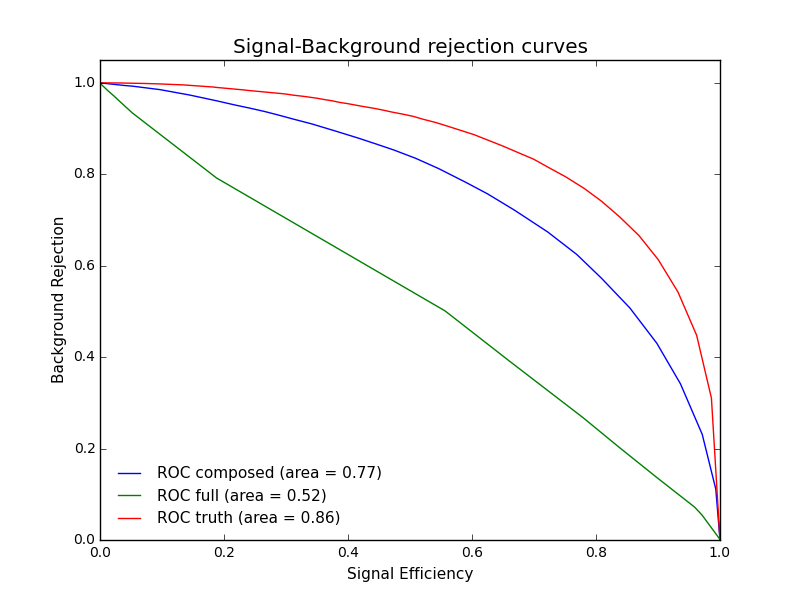 Signal-Background rejection curves
1.0
0.8
0.6
0.4
0.2
0.0
Background Rejection
ROC composed (area = 0.77)
ROC full (area = 0.52)
ROC truth (area = 0.86)
0.0 0.2 0.4 0.6 0.8 1.0
Signal Efficiency